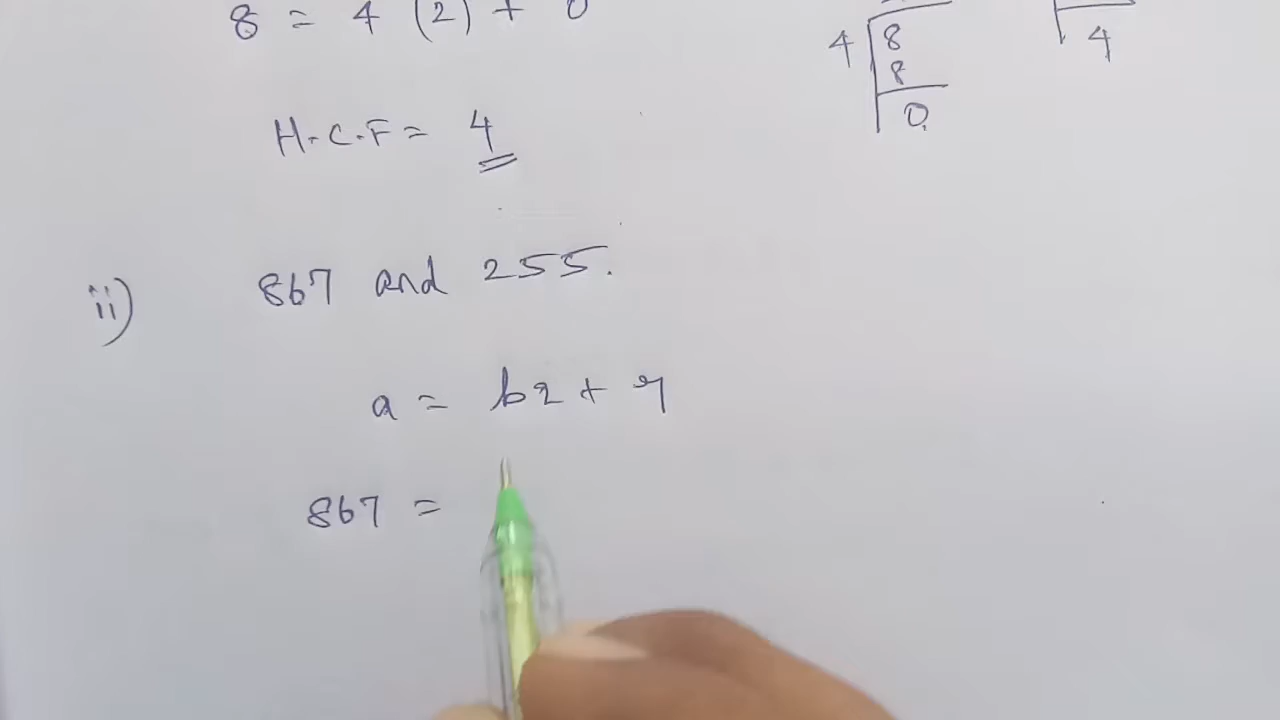 8 = 4 (2) + 0
4 8
8
0.
4
H.C.F = 4
ii) 867 and 255.
a = bq + r
867 =